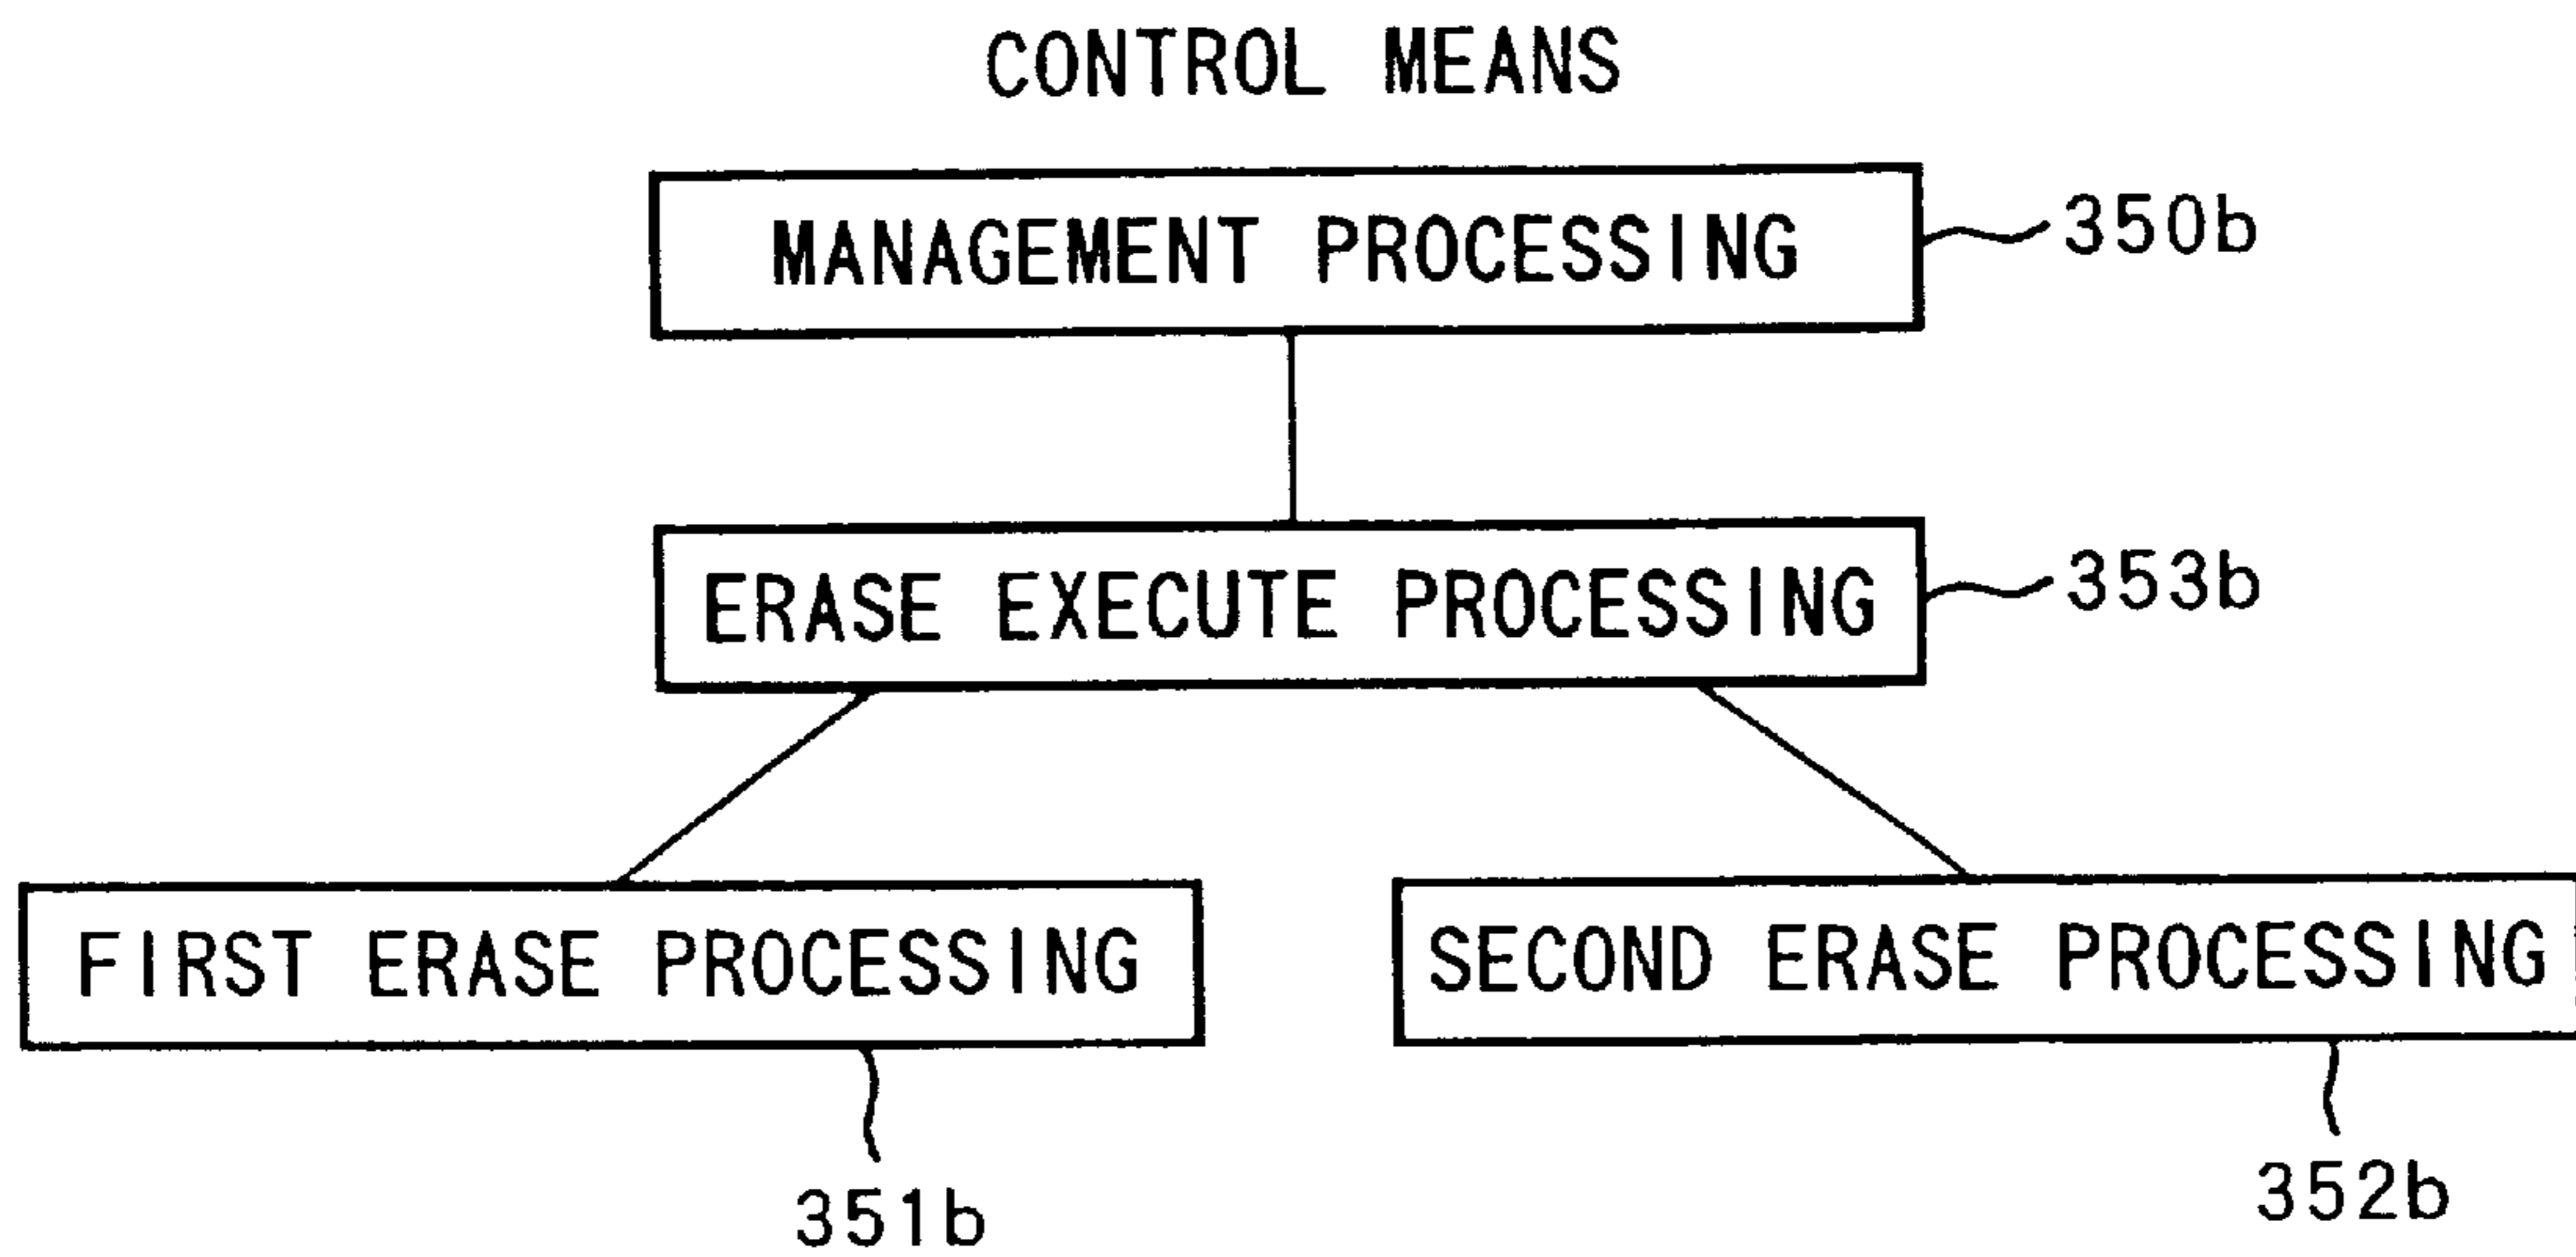 CONTROL MEANS
MANAGEMENT PROCESSING
350b
ERASE EXECUTE PROCESSING
353b
FIRST ERASE PROCESSING
SECOND ERASE PROCESSING
351b
352b